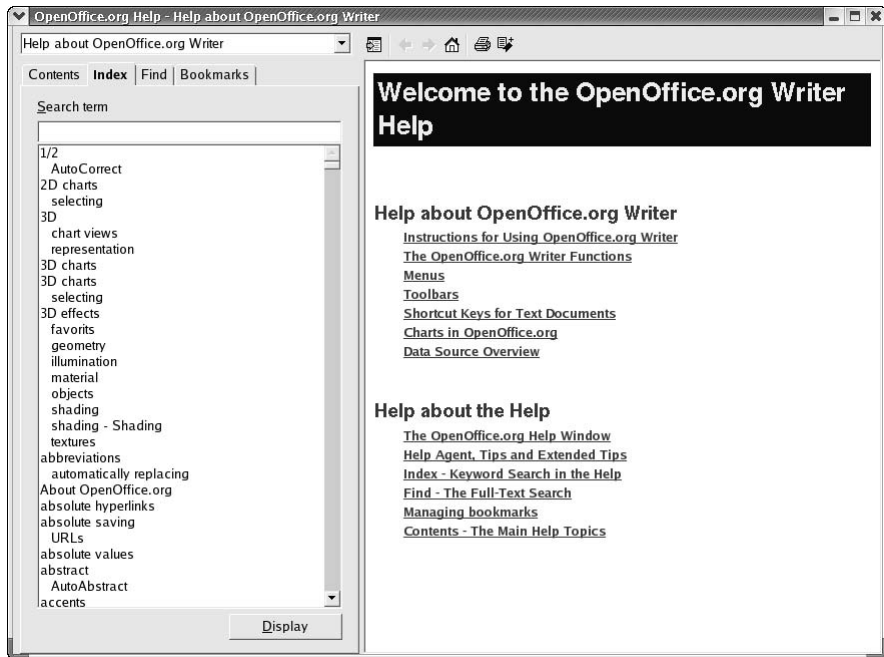 OpenOffice.org Help - Help about OpenOffice.org Writer
Help about OpenOffice.org Writer
Contents Index Find Bookmarks
Search term
1/2
AutoCorrect
2D charts
selecting
3D
chart views
representation
3D charts
3D charts
selecting
3D effects
favorits
geometry
illumination
material
objects
shading
shading - Shading
textures
abbreviations
automatically replacing
About OpenOffice.org
absolute hyperlinks
absolute saving
URLs
absolute values
abstract
AutoAbstract
accents
Display
Welcome to the OpenOffice.org Writer
Help
Help about OpenOffice.org Writer
Instructions for Using OpenOffice.org Writer
The OpenOffice.org Writer Functions
Menus
Toolbars
Shortcut Keys for Text Documents
Charts in OpenOffice.org
Data Source Overview
Help about the Help
The OpenOffice.org Help Window
Help Agent, Tips and Extended Tips
Index - Keyword Search in the Help
Find - The Full-Text Search
Managing bookmarks
Contents - The Main Help Topics